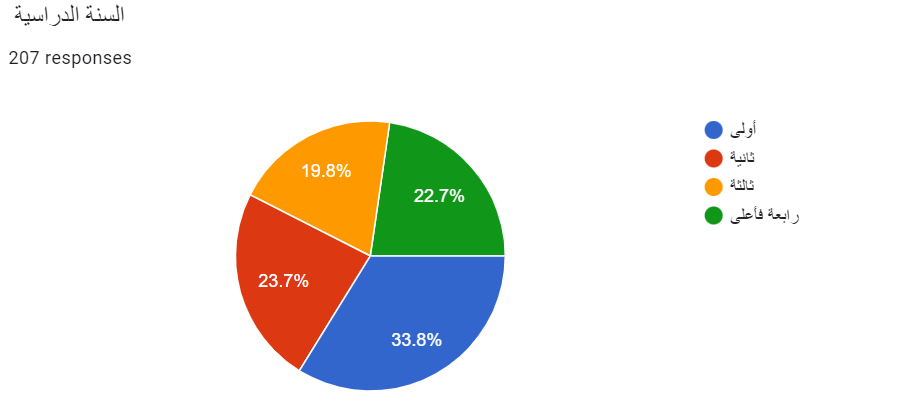 السنة الدراسية
207 responses
19.8%
22.7%
23.7%
33.8%
أولى
ثانية
ثالثة
رابعة فأعلى